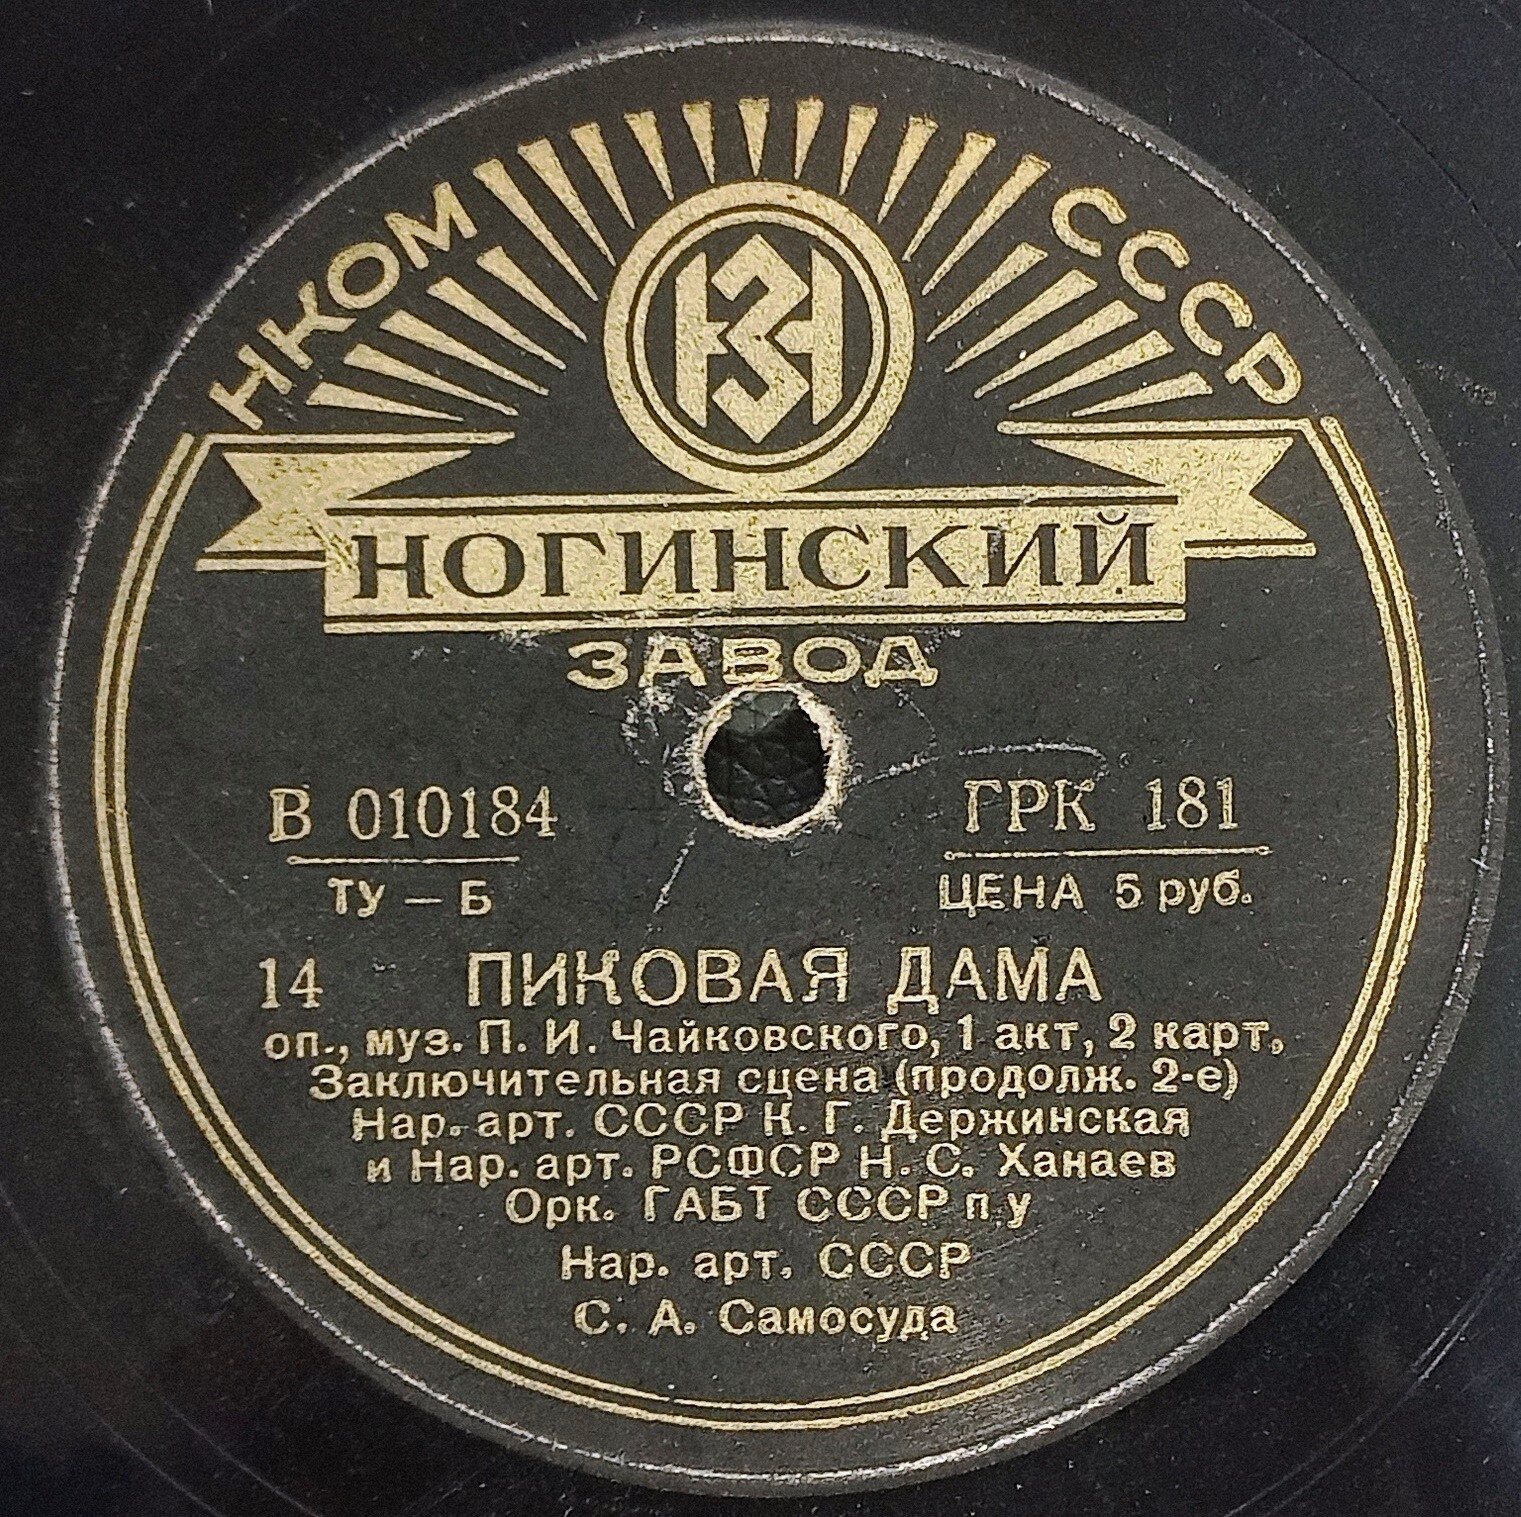 НКОМ СССР
НЗ
НОГИНСКИЙ
ЗАВОД
В 010184 ГРК 181
ТУ — Б ЦЕНА 5 руб.
14 ПИКОВАЯ ДАМА
оп., муз. П. И. Чайковского, 1 акт, 2 карт,
Заключительная сцена (продолж. 2-е)
Нар. арт. СССР К. Г. Держинская
и Нар. арт. РСФСР Н. С. Ханаев
Орк. ГАБТ СССР п/у
Нар. арт. СССР
С. А. Самосуда